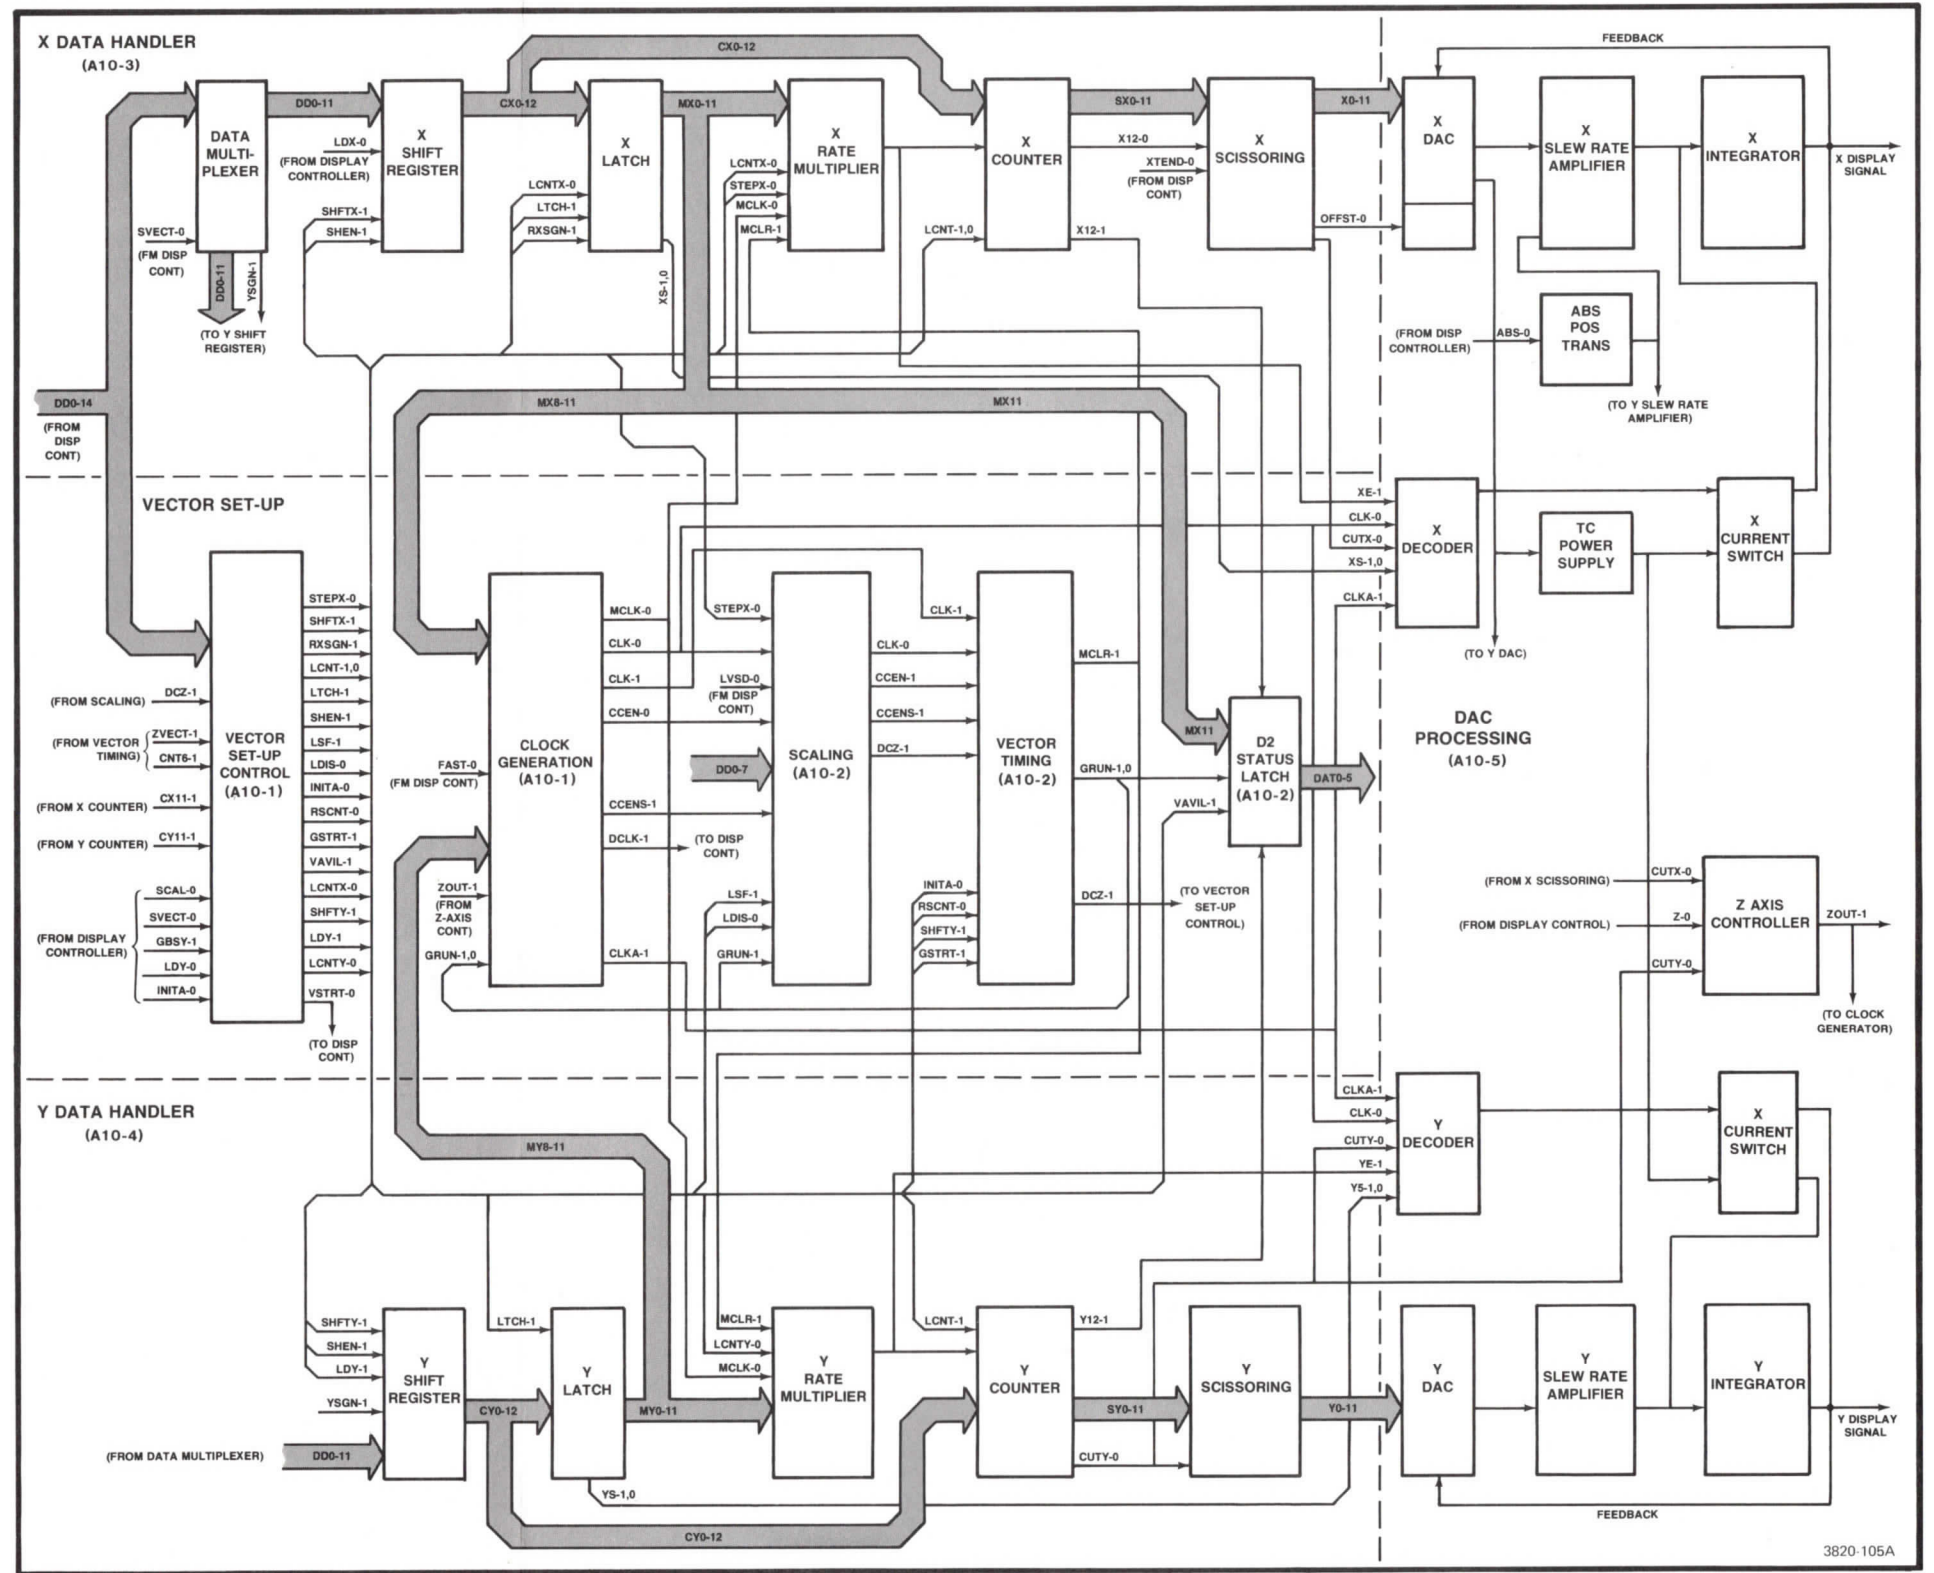 X DATA HANDLER
(A10-3)
DD0-14
(FROM
DISP
CONT)
DATA
MULTI-
PLEXER
SVECT-0
(FM DISP
CONT)
DD0-11
YSGN-1
(TO Y SHIFT
REGISTER)
DD0-11
LDX-0
(FROM DISPLAY
CONTROLLER)
SHFTX-1
SHEN-1
X
SHIFT
REGISTER
CX0-12
CX0-12
LCNTX-0
LTCH-1
RXSGN-1
X
LATCH
XS-1,0
MX0-11
LCNTX-0
STEPX-0
MCLK-0
MCLR-1
X
RATE
MULTIPLIER
LCNT-1,0
X
COUNTER
SX0-11
X12-0
XTEND-0
(FROM DISP
CONT)
X12-1
X
SCISSORING
X0-11
OFFST-0
MX8-11
MX11
FEEDBACK
X
DAC
X
SLEW RATE
AMPLIFIER
X
INTEGRATOR
X DISPLAY
SIGNAL
(FROM DISP
CONTROLLER)
ABS-0
ABS
POS
TRANS
(TO Y SLEW RATE
AMPLIFIER)
XE-1
CLK-0
CUTX-0
XS-1,0
CLKA-1
X
DECODER
TC
POWER
SUPPLY
X
CURRENT
SWITCH
(TO Y DAC)
VECTOR SET-UP
(FROM SCALING)
DCZ-1
(FROM VECTOR
TIMING)
ZVECT-1
CNT6-1
(FROM X COUNTER)
CX11-1
(FROM Y COUNTER)
CY11-1
(FROM DISPLAY
CONTROLLER)
SCAL-0
SVECT-0
GBSY-1
LDY-0
INITA-0
VECTOR
SET-UP
CONTROL
(A10-1)
STEPX-0
SHFTX-1
RXSGN-1
LCNT-1,0
LTCH-1
SHEN-1
LSF-1
LDIS-0
INITA-0
RSCNT-0
GSTRT-1
VAVIL-1
LCNTX-0
SHFTY-1
LDY-1
LCNTY-0
VSTRT-0
(TO DISP
CONT)
FAST-0
(FM DISP CONT)
ZOUT-1
(FROM
Z-AXIS
CONT)
GRUN-1,0
CLOCK
GENERATION
(A10-1)
MCLK-0
CLK-0
CLK-1
CCEN-0
CCENS-1
DCLK-1
(TO DISP
CONT)
CLKA-1
STEPX-0
LVSD-0
(FM DISP
CONT)
DD0-7
LSF-1
LDIS-0
GRUN-1
SCALING
(A10-2)
CLK-1
CLK-0
CCEN-1
CCENS-1
DCZ-1
INITA-0
RSCNT-0
SHFTY-1
GSTRT-1
VECTOR
TIMING
(A10-2)
MCLR-1
GRUN-1,0
VAVIL-1
DCZ-1
(TO VECTOR
SET-UP
CONTROL)
MX11
D2
STATUS
LATCH
(A10-2)
DAT0-5
DAC
PROCESSING
(A10-5)
(FROM X SCISSORING)
CUTX-0
(FROM DISPLAY CONTROL)
Z-0
CUTY-0
Z AXIS
CONTROLLER
ZOUT-1
(TO CLOCK
GENERATOR)
Y DATA HANDLER
(A10-4)
MY8-11
CLKA-1
CLK-0
CUTY-0
YE-1
Y5-1,0
Y
DECODER
X
CURRENT
SWITCH
SHFTY-1
SHEN-1
LDY-1
YSGN-1
(FROM DATA MULTIPLEXER)
DD0-11
Y
SHIFT
REGISTER
CY0-12
LTCH-1
Y
LATCH
YS-1,0
MY0-11
MCLR-1
LCNTY-0
MCLK-0
Y
RATE
MULTIPLIER
CY0-12
LCNT-1
Y
COUNTER
Y12-1
SY0-11
CUTY-0
Y
SCISSORING
Y0-11
Y
DAC
Y
SLEW RATE
AMPLIFIER
Y
INTEGRATOR
Y DISPLAY
SIGNAL
FEEDBACK
3820-105A